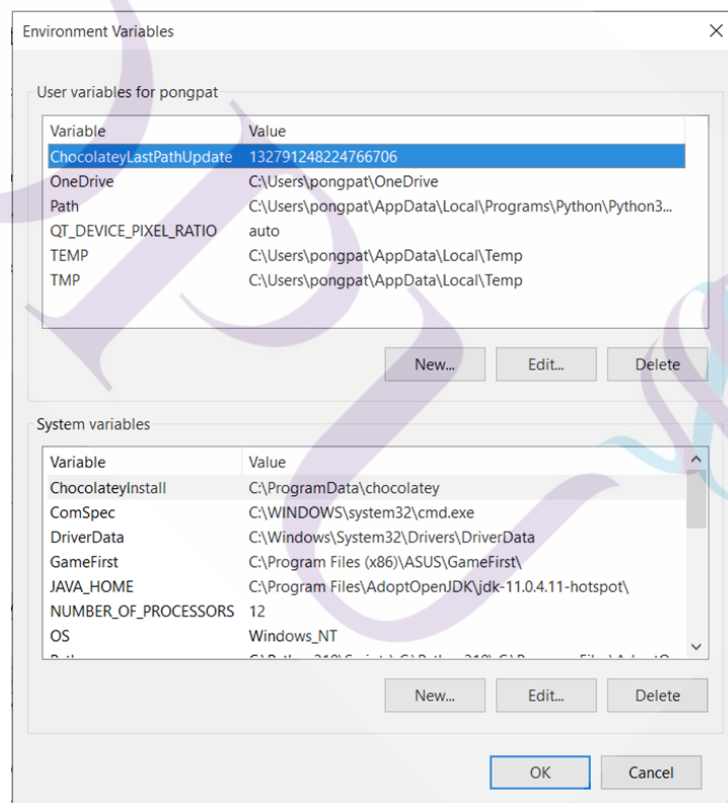 Environment Variables
User variables for pongpat
Variable Value
ChocolateyLastPathUpdate 132791248224766706
OneDrive C:\Users\pongpat\OneDrive
Path C:\Users\pongpat\AppData\Local\Programs\Python\Python3...
QT_DEVICE_PIXEL_RATIO auto
TEMP C:\Users\pongpat\AppData\Local\Temp
TMP C:\Users\pongpat\AppData\Local\Temp
New... Edit... Delete
System variables
Variable Value
ChocolateyInstall C:\ProgramData\chocolatey
ComSpec C:\WINDOWS\system32\cmd.exe
DriverData C:\Windows\System32\Drivers\DriverData
GameFirst C:\Program Files (x86)\ASUS\GameFirst\
JAVA_HOME C:\Program Files\AdoptOpenJDK\jdk-11.0.4.11-hotspot\
NUMBER_OF_PROCESSORS 12
OS Windows_NT
New... Edit... Delete
OK Cancel